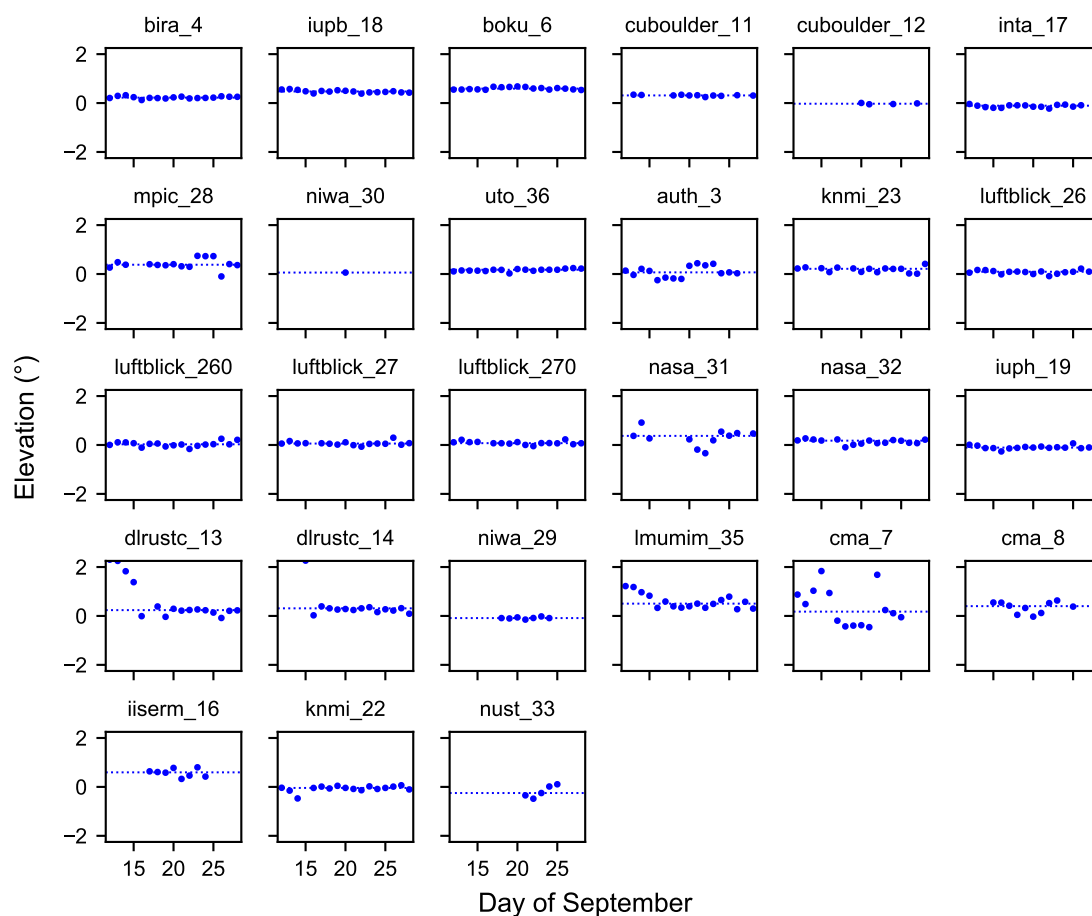 bira_4 iupb_18 boku_6 cuboulder_11 cuboulder_12 inta_17
2
0
−2
mpic_28 niwa_30 uto_36 auth_3 knmi_23 luftblick_26
2
0
−2
luftblick_260 luftblick_27 luftblick_270 nasa_31 nasa_32 iuph_19
2
0
−2
Elevation (°)
dlrustc_13 dlrustc_14 niwa_29 lmumim_35 cma_7 cma_8
2
0
−2
iiserm_16 knmi_22 nust_33
2
0
−2
15 20 25 15 20 25 15 20 25
Day of September